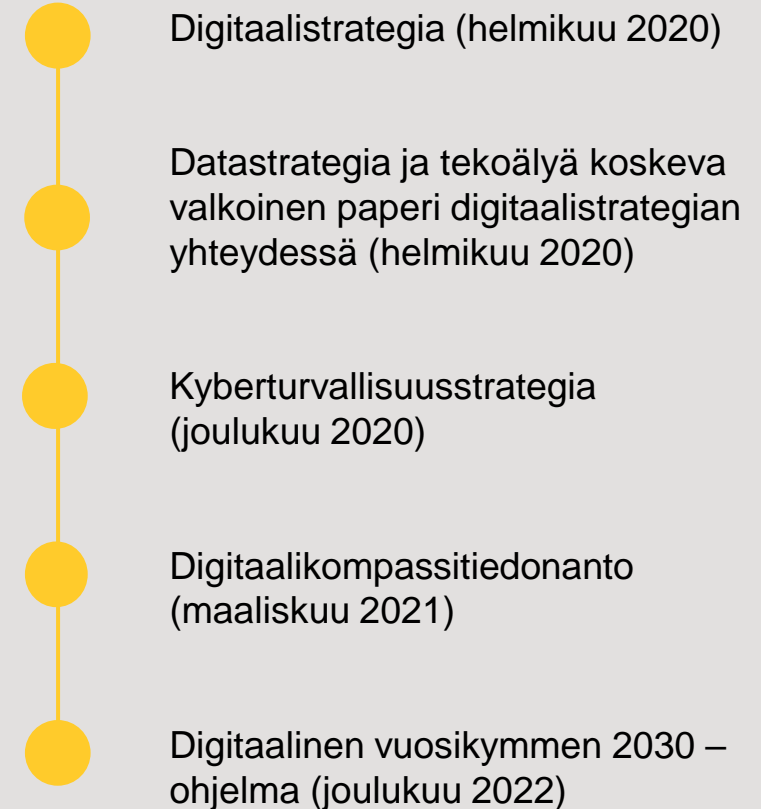 Digitaalistrategia (helmikuu 2020)
Datastrategia ja tekoälyä koskeva
valkoinen paperi digitaalistrategian
yhteydessä (helmikuu 2020)
Kyberturvallisuusstrategia
(joulukuu 2020)
Digitaalikompassitiedonanto
(maaliskuu 2021)
Digitaalinen vuosikymmen 2030 –
ohjelma (joulukuu 2022)